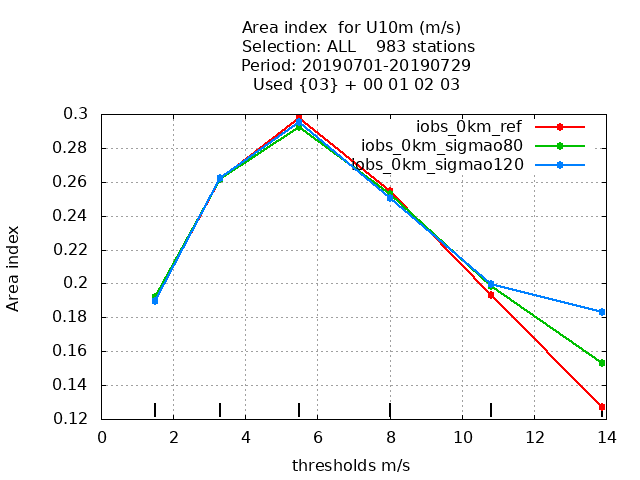 Area index  for U10m (m/s)
Selection: ALL    983 stations
Period: 20190701-20190729
Used {03} + 00 01 02 03
iobs_0km_ref
iobs_0km_sigmao80
iobs_0km_sigmao120
Area index
0.3
0.28
0.26
0.24
0.22
0.2
0.18
0.16
0.14
0.12
0 2 4 6 8 10 12 14
thresholds m/s